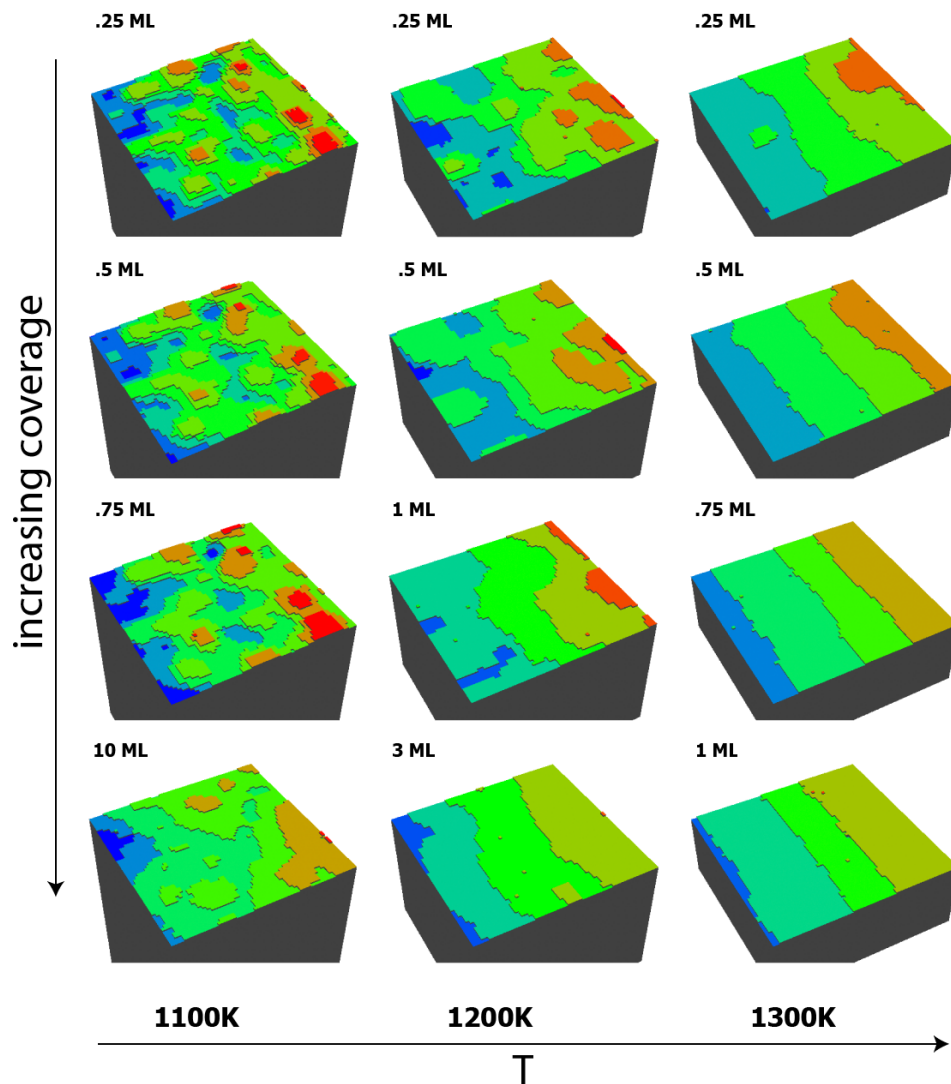 .25 ML
.25 ML
.25 ML
.5 ML
.5 ML
.5 ML
.75 ML
1 ML
.75 ML
10 ML
3 ML
1 ML
increasing coverage
1100K
1200K
1300K
T